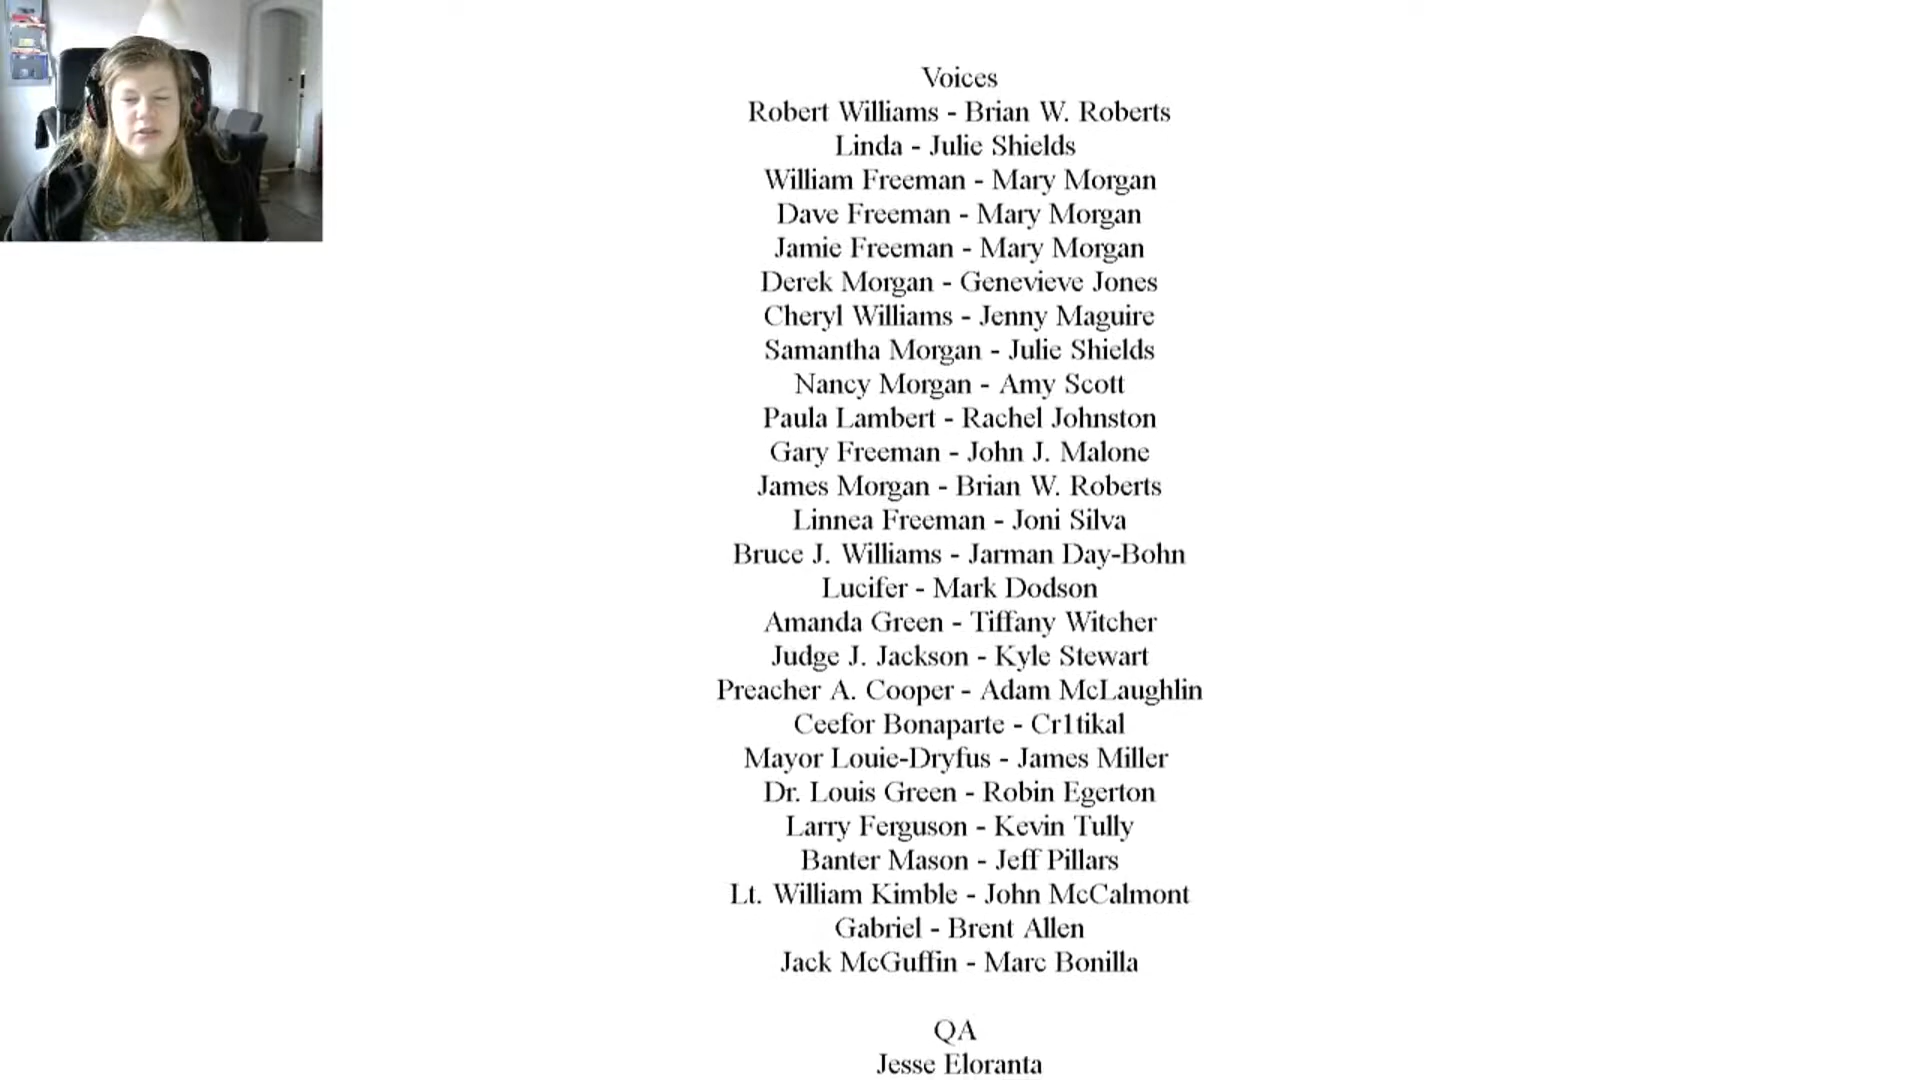 Voices
Robert Williams - Brian W. Roberts
Linda - Julie Shields
William Freeman - Mary Morgan
Dave Freeman - Mary Morgan
Jamie Freeman - Mary Morgan
Derek Morgan - Genevieve Jones
Cheryl Williams - Jenny Maguire
Samantha Morgan - Julie Shields
Nancy Morgan - Amy Scott
Paula Lambert - Rachel Johnston
Gary Freeman - John J. Malone
James Morgan - Brian W. Roberts
Linnea Freeman - Joni Silva
Bruce J. Williams - Jarman Day-Bohn
Lucifer - Mark Dodson
Amanda Green - Tiffany Witcher
Judge J. Jackson - Kyle Stewart
Preacher A. Cooper - Adam McLaughlin
Ceefor Bonaparte - Cr1tikal
Mayor Louie-Dryfus - James Miller
Dr. Louis Green - Robin Egerton
Larry Ferguson - Kevin Tully
Banter Mason - Jeff Pillars
Lt. William Kimble - John McCalmont
Gabriel - Brent Allen
Jack McGuffin - Marc Bonilla
QA
Jesse Eloranta